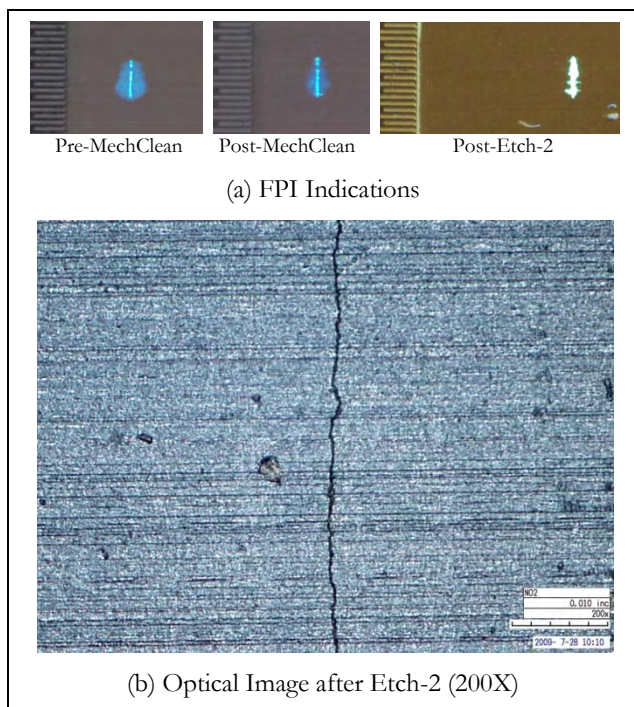 Pre-MechClean
Post-MechClean
Post-Etch-2
(a) FPI Indications
NO2
0.010 inc
200x
2009- 7-28 10:10
(b) Optical Image after Etch-2 (200X)